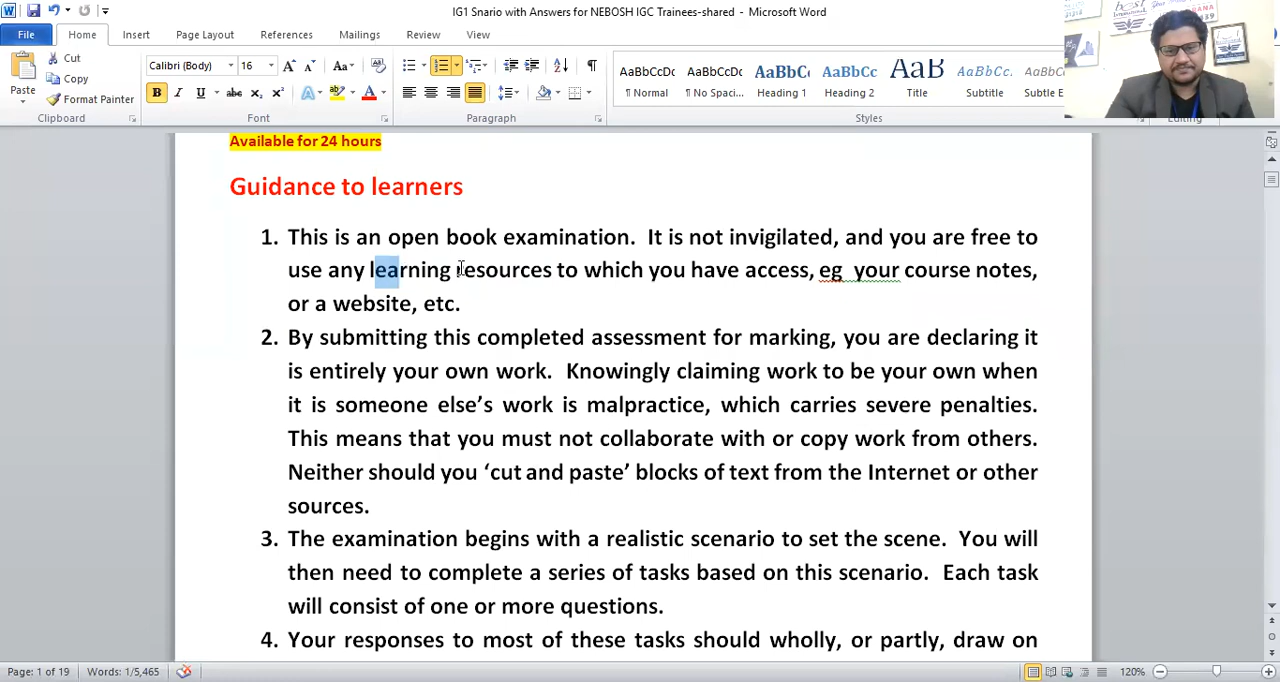 IG1 Snario with Answers for NEBOSH IGC Trainees-shared - Microsoft Word
File Home Insert Page Layout References Mailings Review View
Cut
Copy
Format Painter
Paste
Calibri (Body) 16
Clipboard Font Paragraph Styles Editing
AaBbCcDc AaBbCcDc AaBbC( AaBbCc AaB AaBbCc. AaBbCc.
¶ Normal ¶ No Spaci... Heading 1 Heading 2 Title Subtitle Subtle E
Available for 24 hours
Guidance to learners
1. This is an open book examination. It is not invigilated, and you are free to
use any learning resources to which you have access, eg your course notes,
or a website, etc.
2. By submitting this completed assessment for marking, you are declaring it
is entirely your own work. Knowingly claiming work to be your own when
it is someone else’s work is malpractice, which carries severe penalties.
This means that you must not collaborate with or copy work from others.
Neither should you ‘cut and paste’ blocks of text from the Internet or other
sources.
3. The examination begins with a realistic scenario to set the scene. You will
then need to complete a series of tasks based on this scenario. Each task
will consist of one or more questions.
4. Your responses to most of these tasks should wholly, or partly, draw on
Page: 1 of 19 Words: 1/5,465 120%